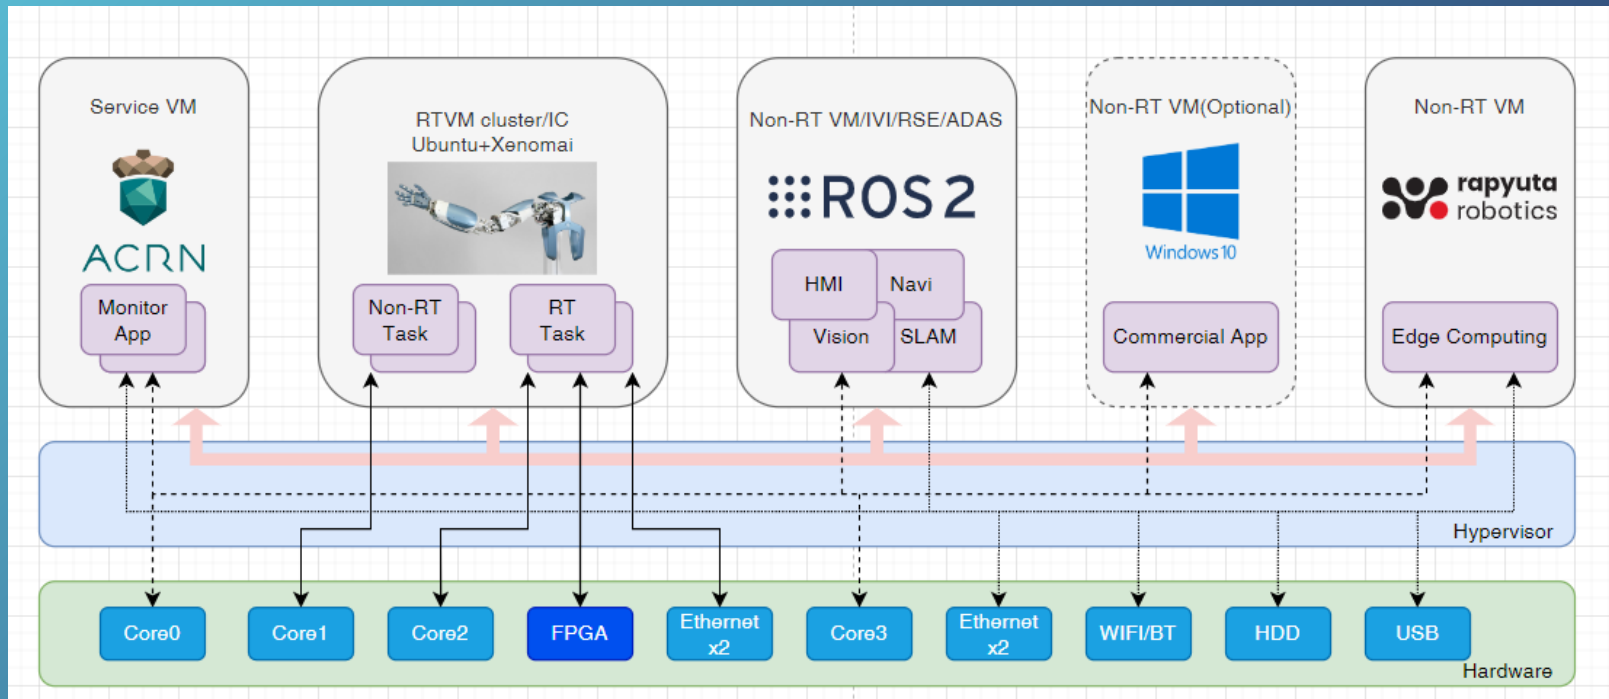 Service VM
ACRN
Monitor
App
RTVM cluster/IC
Ubuntu+Xenomai
Non-RT
Task
RT
Task
Non-RT VM/IVI/RSE/ADAS
ROS 2
HMI
Navi
Vision
SLAM
Non-RT VM(Optional)
Windows 10
Commercial App
Non-RT VM
rapyuta
robotics
Edge Computing
Hypervisor
Core0
Core1
Core2
FPGA
Ethernet
x2
Core3
Ethernet
x2
WIFI/BT
HDD
USB
Hardware